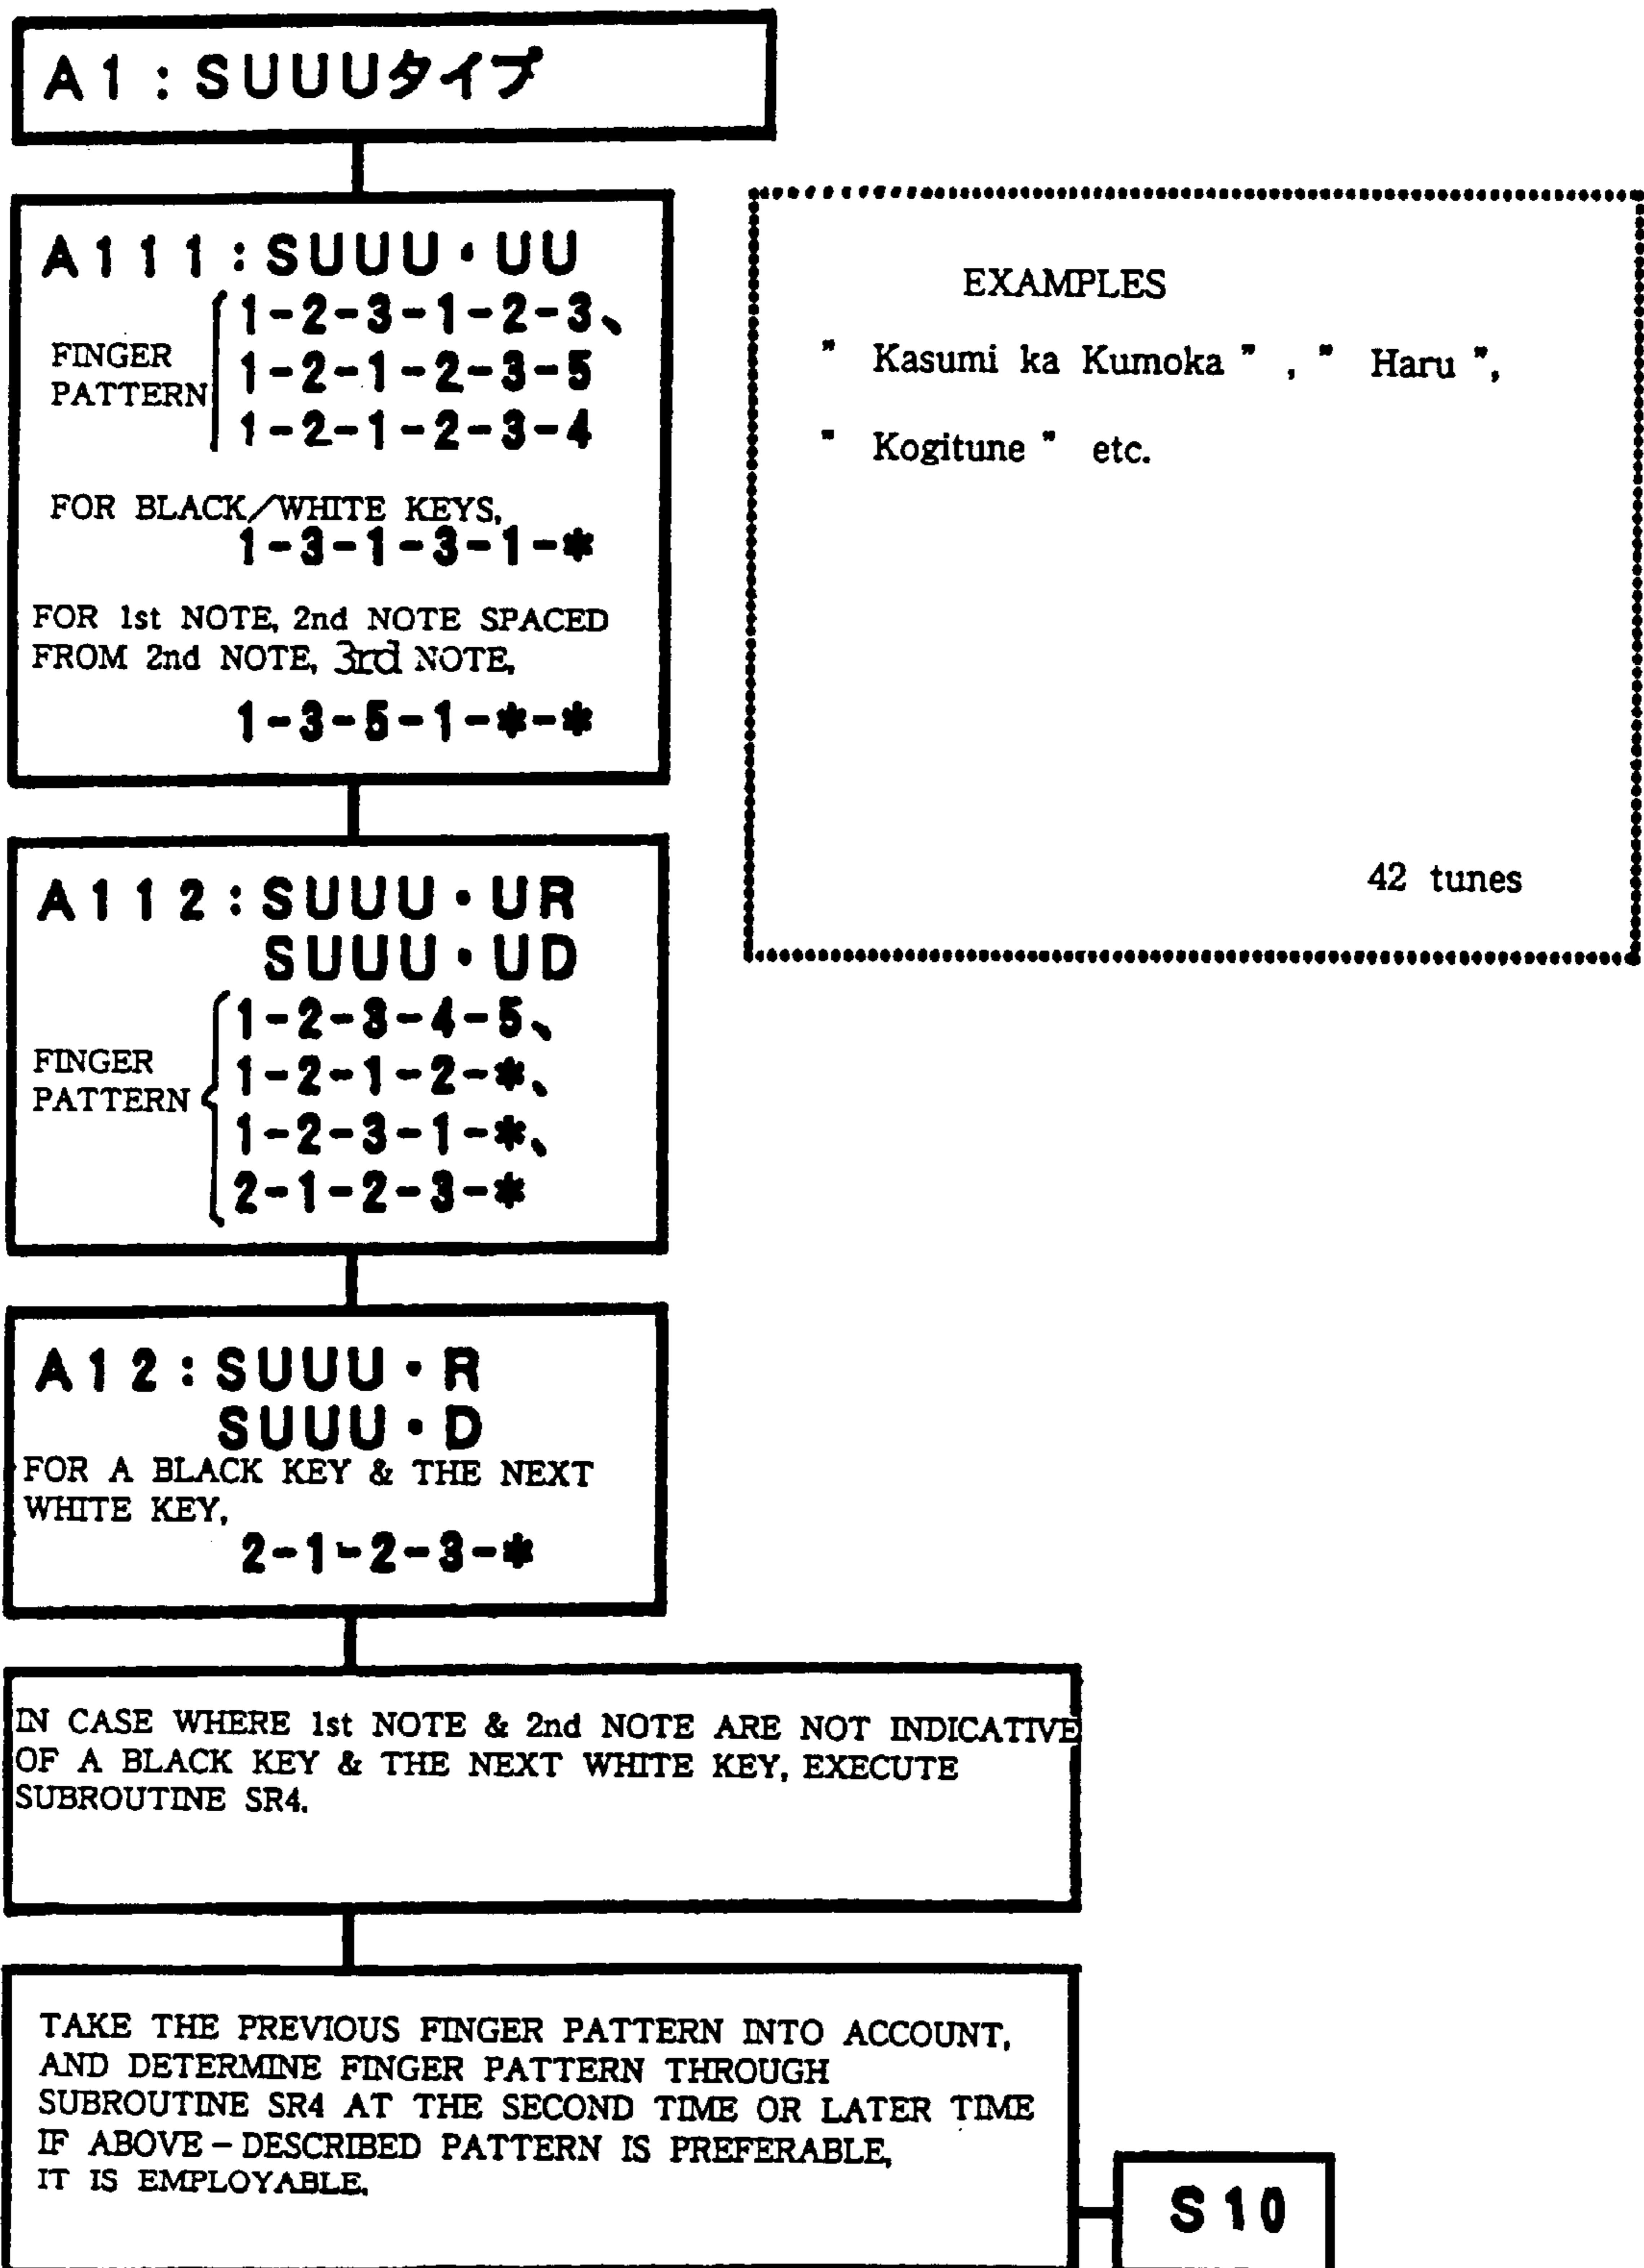 A1:SUUUタイプ
A111:SUUU・UU
FINGER PATTERN
1-2-3-1-2-3、
1-2-1-2-3-5
1-2-1-2-3-4
FOR BLACK/WHITE KEYS,
1-3-1-3-1-*
FOR 1st NOTE, 2nd NOTE SPACED
FROM 2nd NOTE, 3rd NOTE,
1-3-5-1-*-*
EXAMPLES
" Kasumi ka Kumoka " , " Haru ",
" Kogitune " etc.
42 tunes
A112:SUUU・UR
SUUU・UD
FINGER PATTERN
1-2-3-4-5、
1-2-1-2-*、
1-2-3-1-*、
2-1-2-3-*
A12:SUUU・R
SUUU・D
FOR A BLACK KEY & THE NEXT
WHITE KEY,
2-1-2-3-*
IN CASE WHERE 1st NOTE & 2nd NOTE ARE NOT INDICATIVE
OF A BLACK KEY & THE NEXT WHITE KEY, EXECUTE
SUBROUTINE SR4.
TAKE THE PREVIOUS FINGER PATTERN INTO ACCOUNT,
AND DETERMINE FINGER PATTERN THROUGH
SUBROUTINE SR4 AT THE SECOND TIME OR LATER TIME
IF ABOVE-DESCRIBED PATTERN IS PREFERABLE,
IT IS EMPLOYABLE.
S10